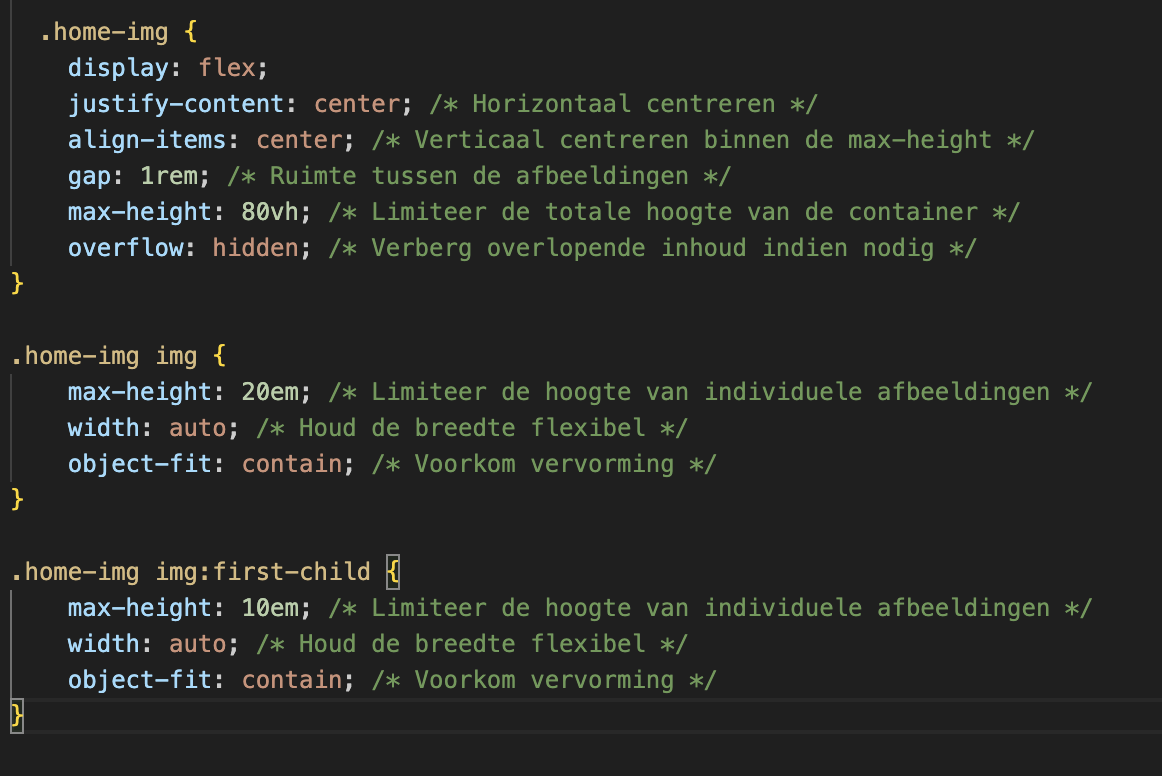 .home-img {
display: flex;
justify-content: center; /* Horizontaal centreren */
align-items: center; /* Verticaal centreren binnen de max-height */
gap: 1rem; /* Ruimte tussen de afbeeldingen */
max-height: 80vh; /* Limiteer de totale hoogte van de container */
overflow: hidden; /* Verberg overlopende inhoud indien nodig */
}
.home-img img {
max-height: 20em; /* Limiteer de hoogte van individuele afbeeldingen */
width: auto; /* Houd de breedte flexibel */
object-fit: contain; /* Voorkom vervorming */
}
.home-img img:first-child {
max-height: 10em; /* Limiteer de hoogte van individuele afbeeldingen */
width: auto; /* Houd de breedte flexibel */
object-fit: contain; /* Voorkom vervorming */
}